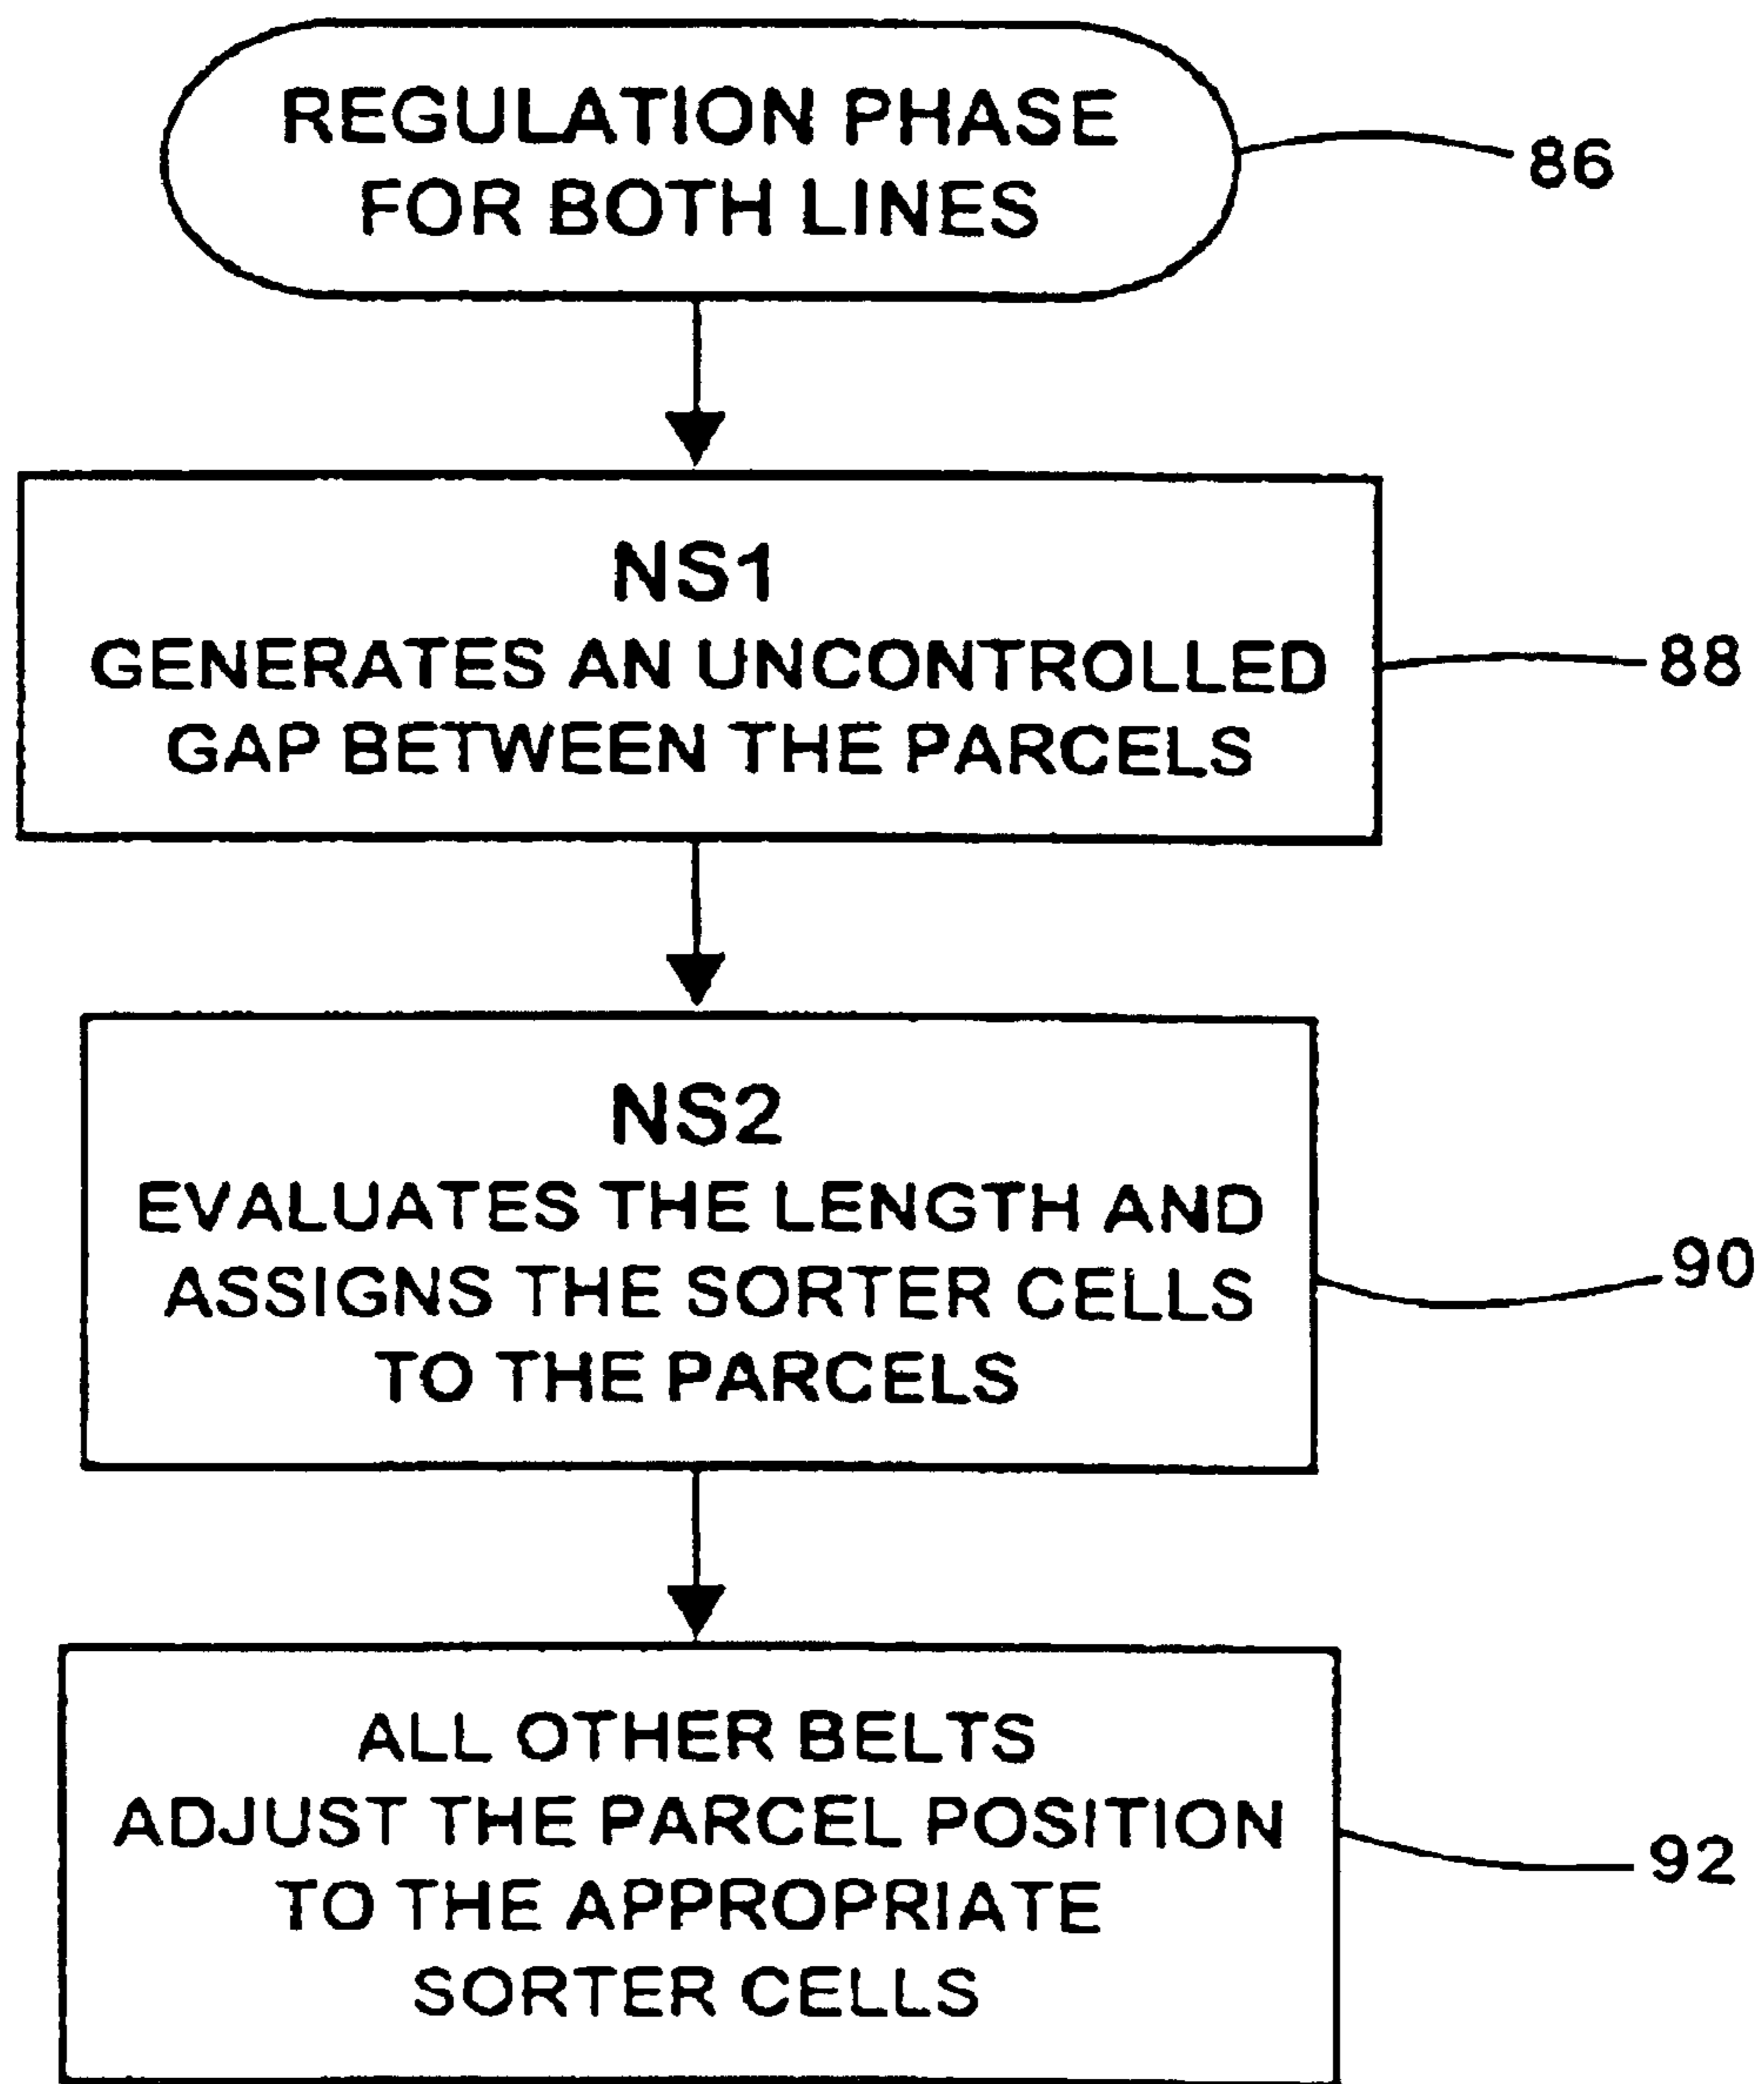 REGULATION PHASE
FOR BOTH LINES
86
NS1
GENERATES AN UNCONTROLLED
GAP BETWEEN THE PARCELS
88
NS2
EVALUATES THE LENGTH AND
ASSIGNS THE SORTER CELLS
TO THE PARCELS
90
ALL OTHER BELTS
ADJUST THE PARCEL POSITION
TO THE APPROPRIATE
SORTER CELLS
92